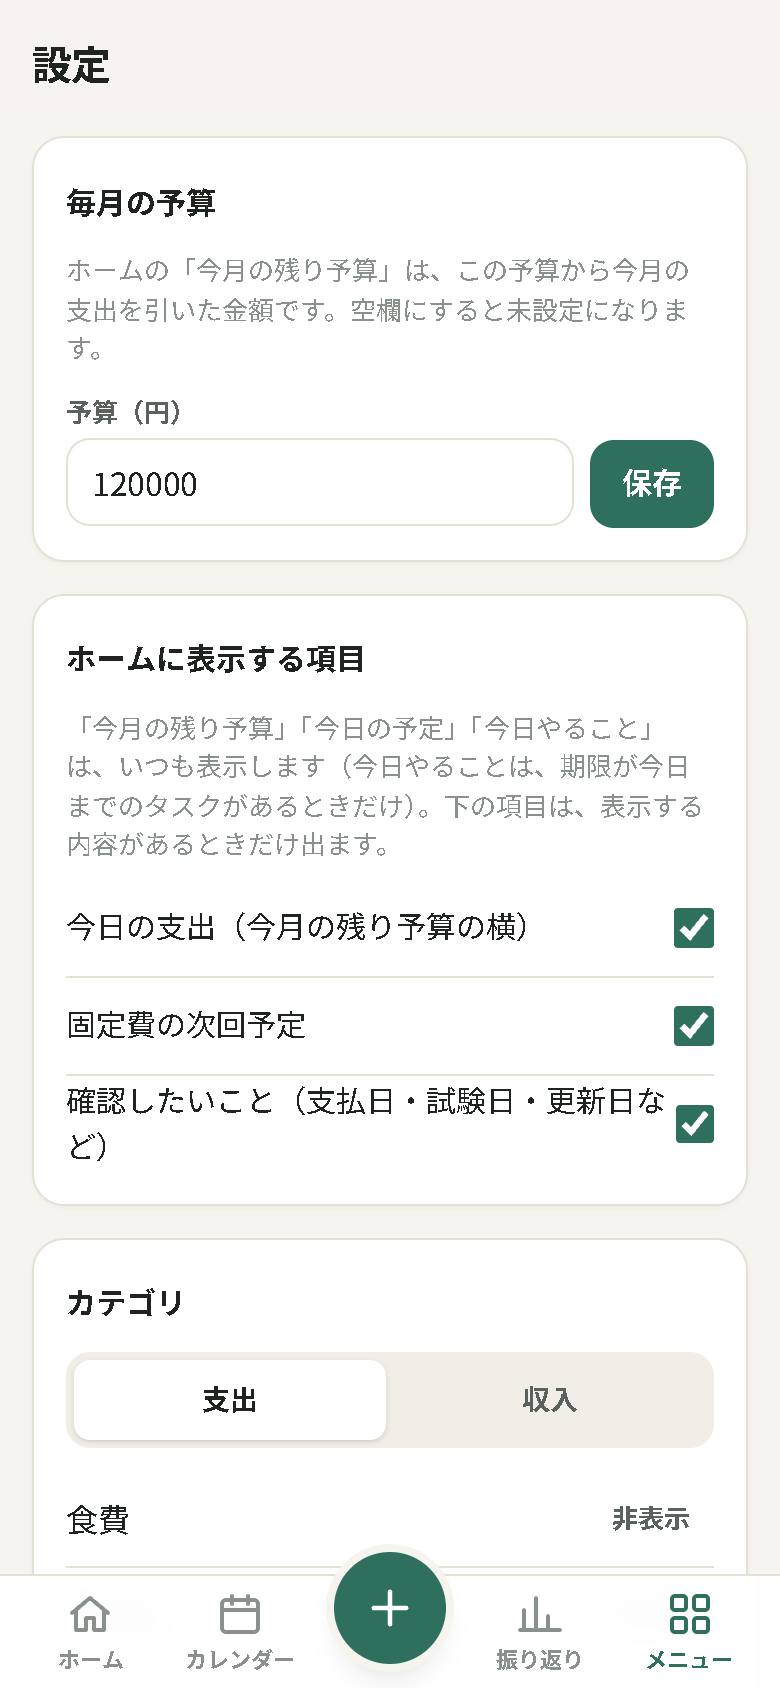 設定
毎月の予算
ホームの「今月の残り予算」は、この予算から今月の
支出を引いた金額です。空欄にすると未設定になりま
す。
予算（円）
120000
保存
ホームに表示する項目
「今月の残り予算」「今日の予定」「今日やること」
は、いつも表示します（今日やることは、期限が今日
までのタスクがあるときだけ）。下の項目は、表示する
内容があるときだけ出ます。
今日の支出（今月の残り予算の横）
固定費の次回予定
確認したいこと（支払日・試験日・更新日な
ど）
カテゴリ
支出
収入
食費
非表示
ホーム
カレンダー
振り返り
メニュー